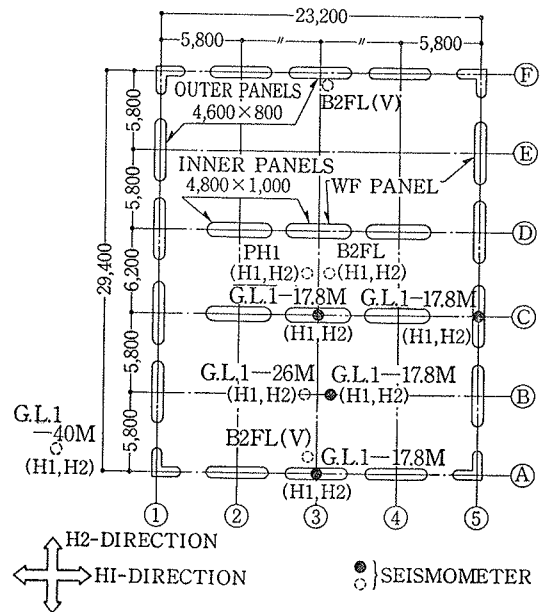 23,200
5,800
〃
〃
5,800
F
OUTER PANELS
4,600×800
B2FL(V)
5,800
E
INNER PANELS
4,800×1,000
WF PANEL
5,800
D
29,400
PH1
(H1,H2)
B2FL
(H1,H2)
6,200
G.L.1-17.8M
(H1,H2)
G.L.1-17.8M
(H1,H2)
C
5,800
G.L.1-26M
(H1,H2)
G.L.1-17.8M
(H1,H2)
B
G.L.1
-40M
(H1,H2)
5,800
B2FL(V)
G.L.1-17.8M
(H1,H2)
A
1
2
3
4
5
H2-DIRECTION
HI-DIRECTION
}SEISMOMETER